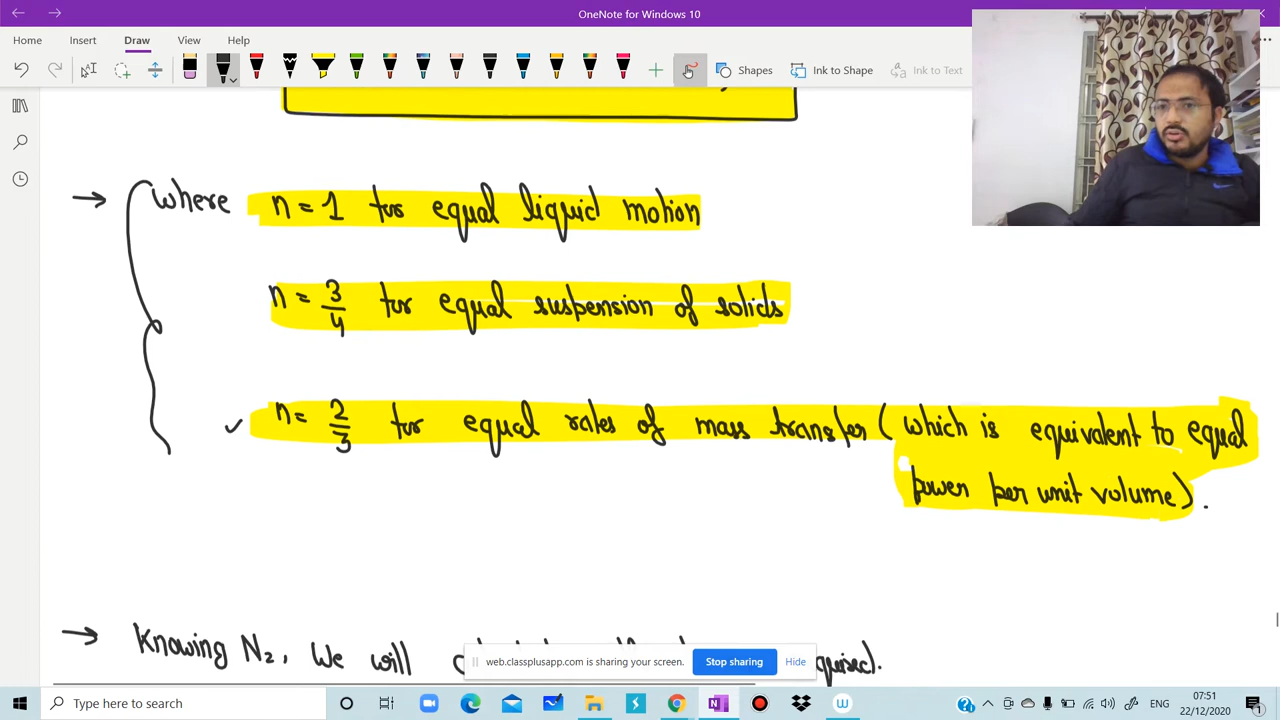 OneNote for Windows 10
Home Insert Draw View Help
Shapes Ink to Shape Ink to Text
→ where n = 1 for equal liquid motion
n = 3/4 for equal suspension of solids
✓ n = 2/3 for equal rates of mass transfer (which is equivalent to equal
power per unit volume).
→ Knowing N₂, We will
web.classplusapp.com is sharing your screen. Stop sharing Hide
Type here to search
ENG
07:51
22/12/2020